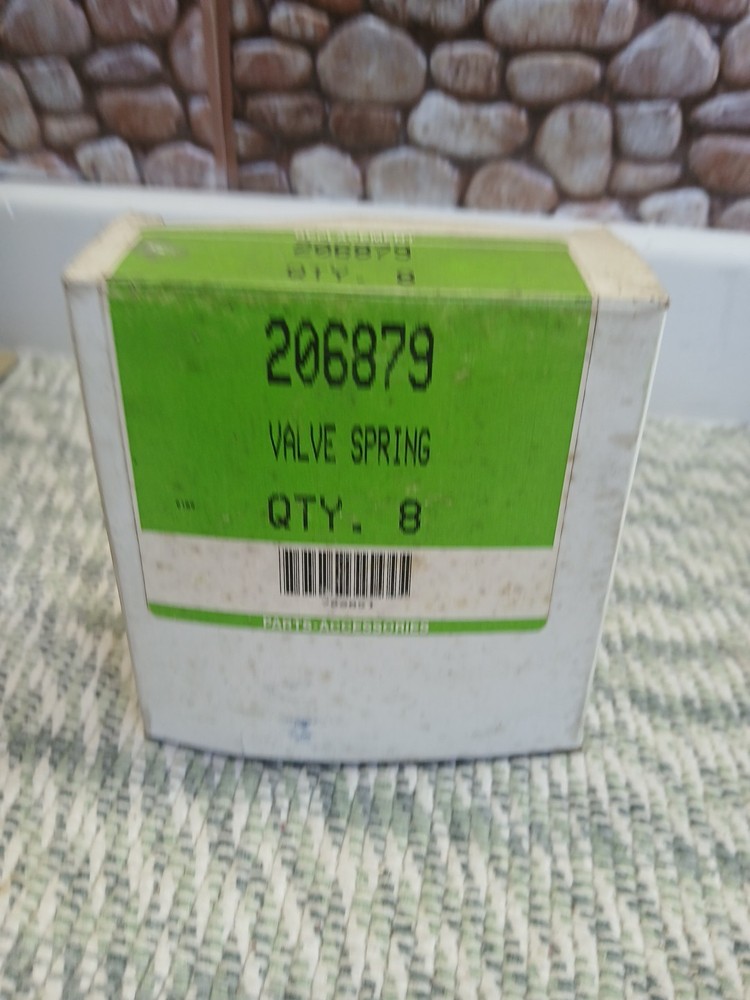 206879
QTY. 8
206879
VALVE SPRING
QTY. 8
PARTS-ACCESSORIES